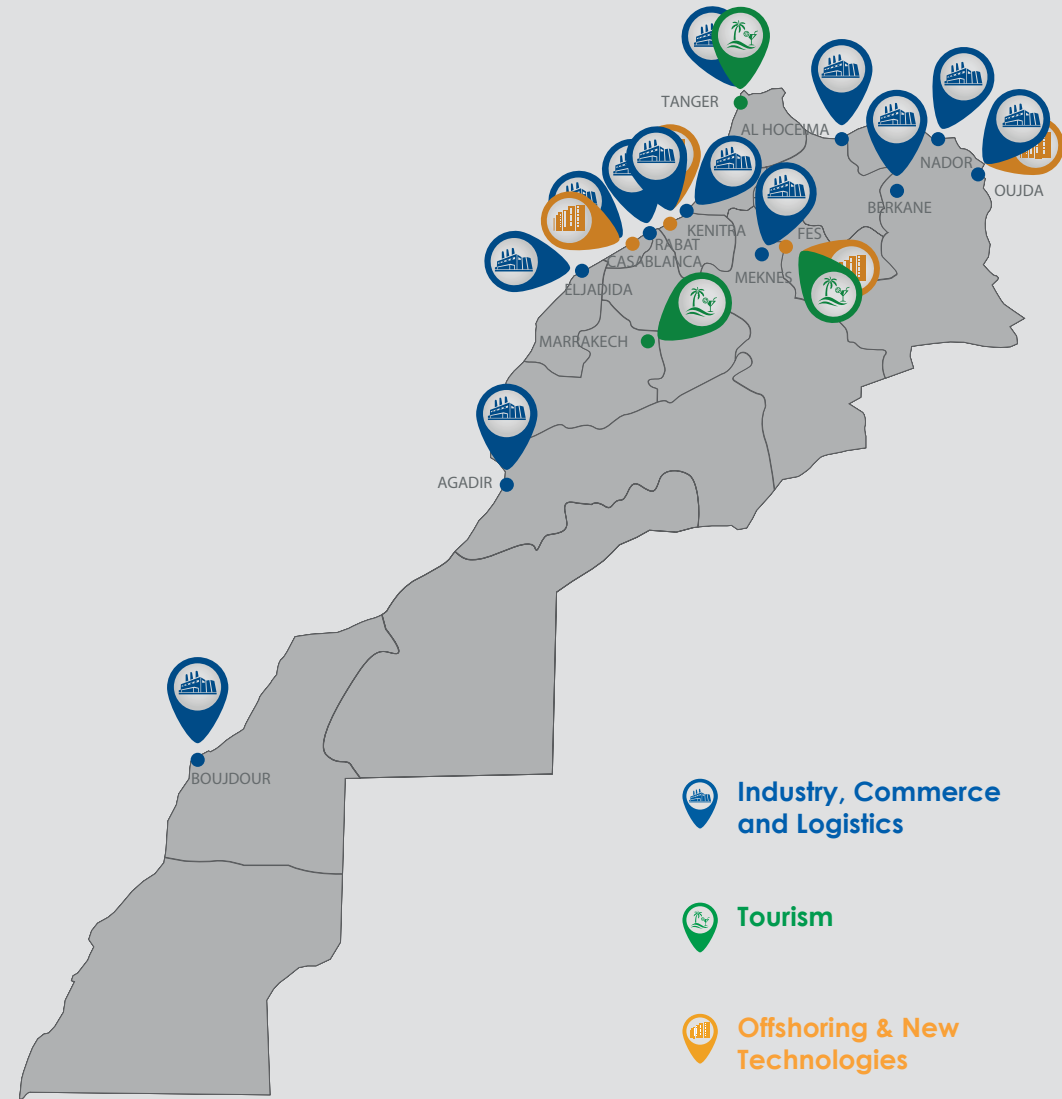 TANGER
AL HOCEIMA
NADOR
OUJDA
BERKANE
KENITRA
FES
RABAT
CASABLANCA
MEKNES
ELJADIDA
MARRAKECH
AGADIR
BOUJDOUR
Industry, Commerce
and Logistics
Tourism
Offshoring & New
Technologies